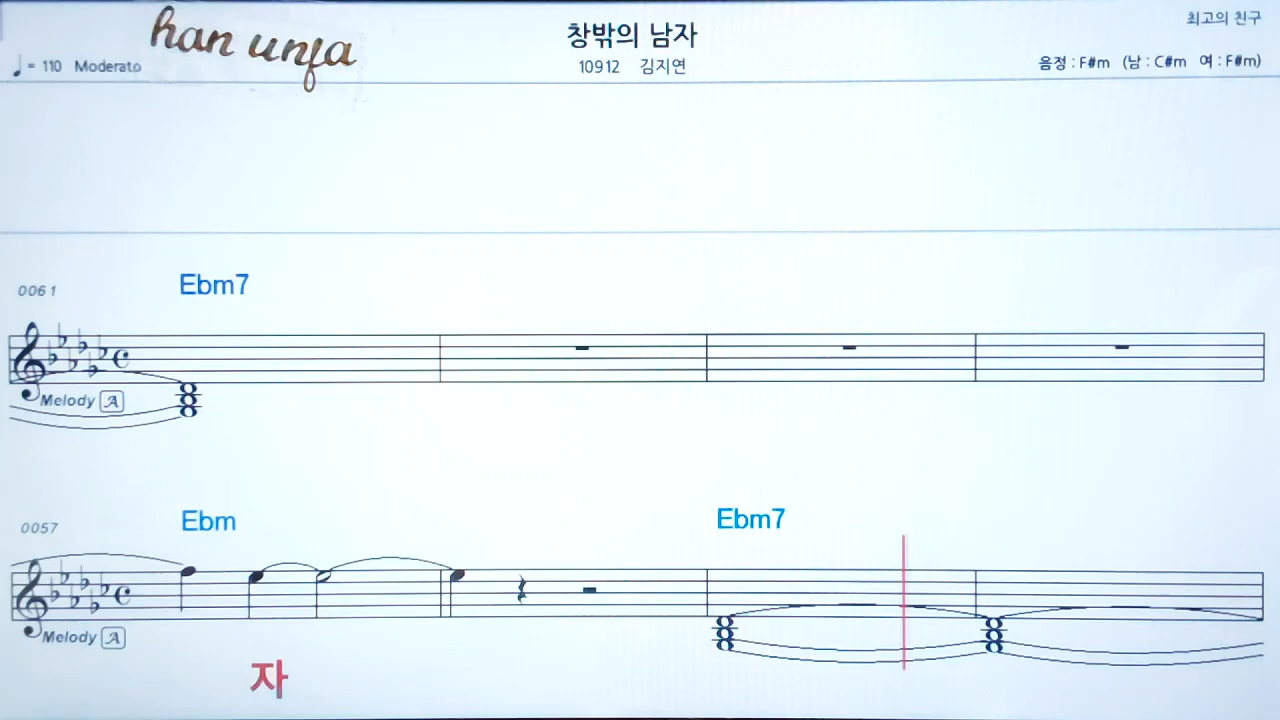 han unfa
창밖의 남자
최고의 친구
♩= 110 Moderato
10912 김지연
음정 : F#m (남 : C#m 여 : F#m)
0061
Ebm7
Melody A
0057
Ebm
Ebm7
Melody A
자